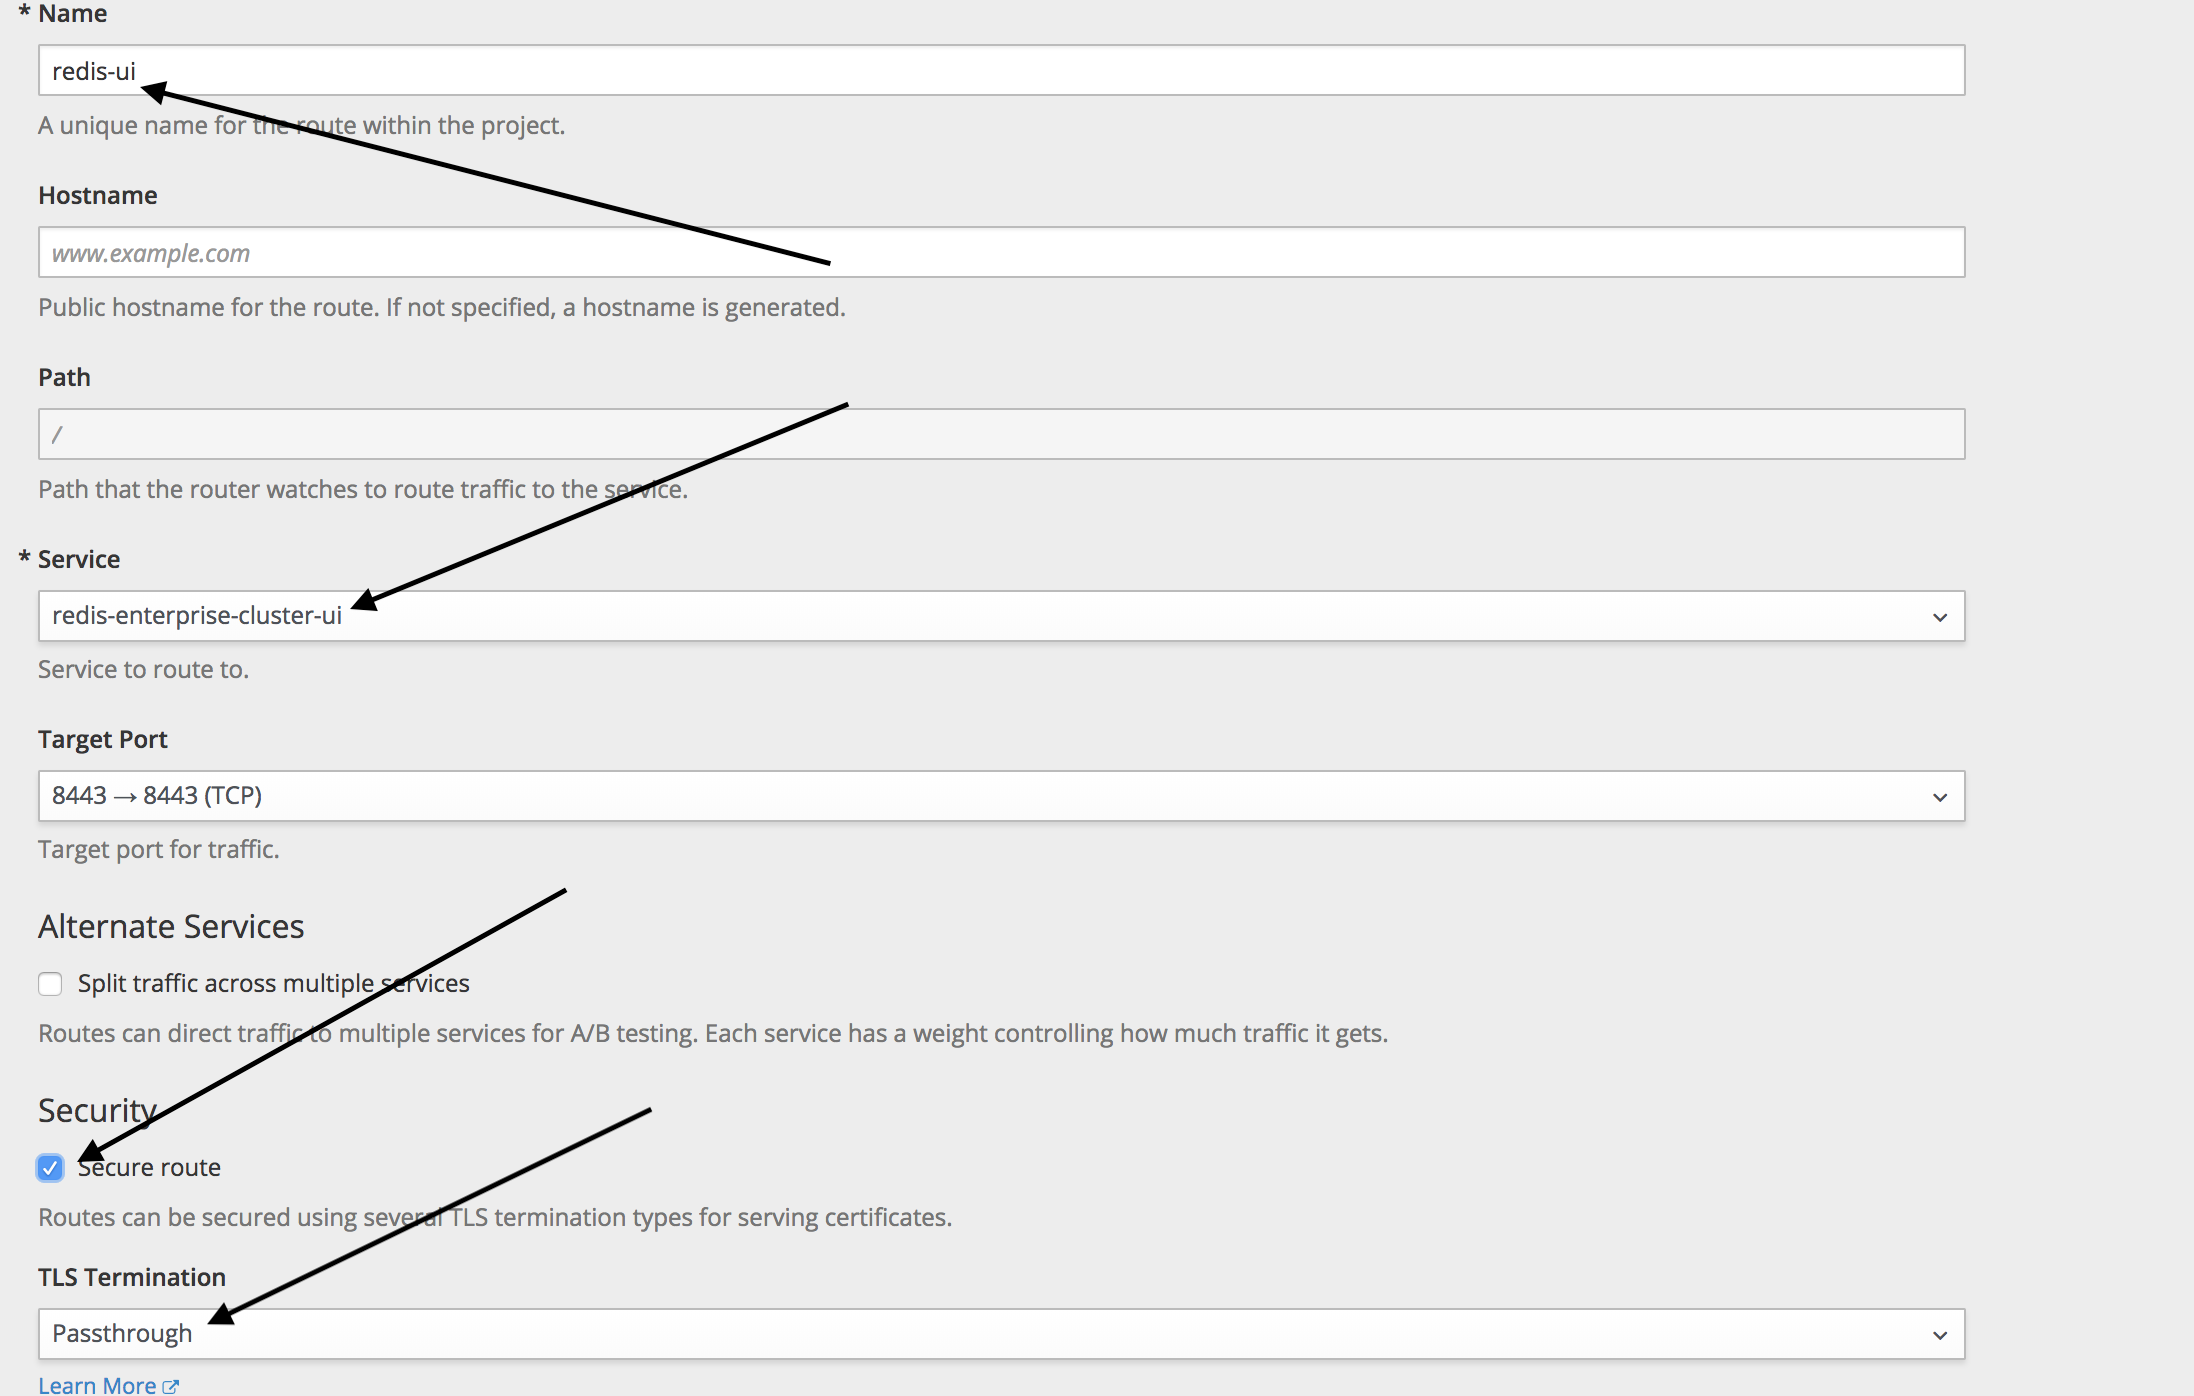 * Name
redis-ui
A unique name for the route within the project.
Hostname
www.example.com
Public hostname for the route. If not specified, a hostname is generated.
Path
/
Path that the router watches to route traffic to the service.
* Service
redis-enterprise-cluster-ui
Service to route to.
Target Port
8443 → 8443 (TCP)
Target port for traffic.
Alternate Services
Split traffic across multiple services
Routes can direct traffic to multiple services for A/B testing. Each service has a weight controlling how much traffic it gets.
Security
Secure route
Routes can be secured using several TLS termination types for serving certificates.
TLS Termination
Passthrough
Learn More